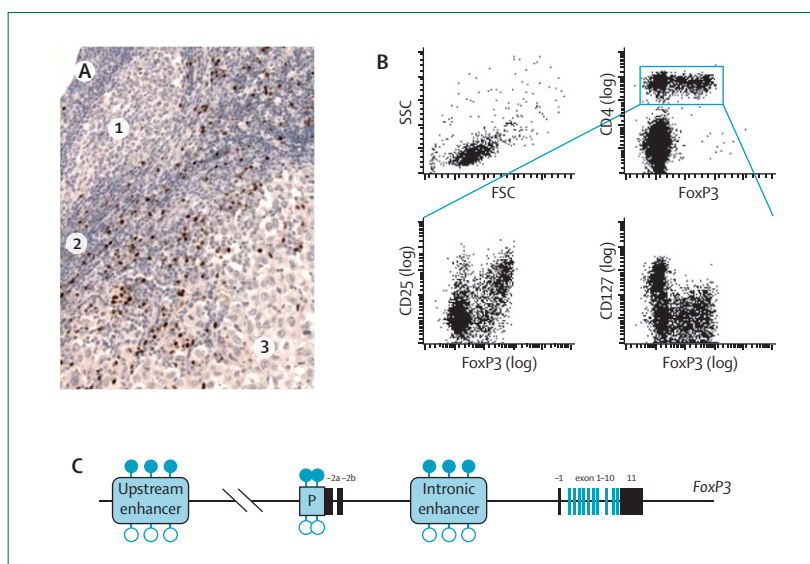 A
1
2
3
B
SSC
FSC
CD4 (log)
FoxP3
CD25 (log)
FoxP3 (log)
CD127 (log)
FoxP3 (log)
C
Upstream
enhancer
P
–2a –2b
Intronic
enhancer
–1 exon 1–10 11
FoxP3